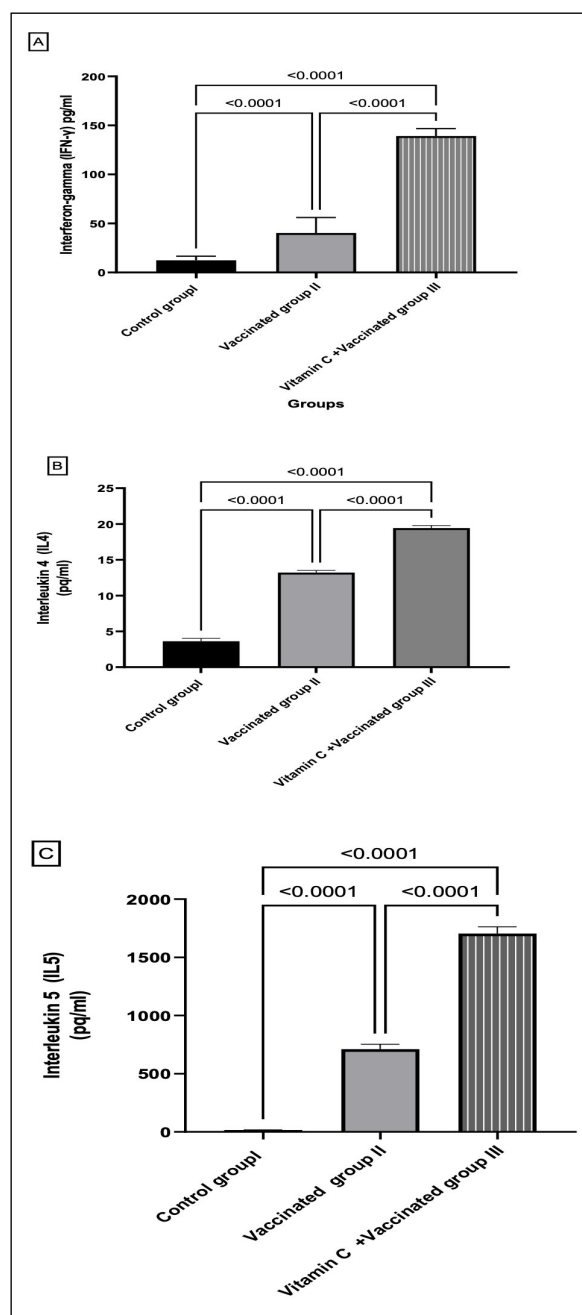 A
<0.0001
<0.0001 <0.0001
Interferon-gamma (IFN-γ) pg/ml
200
150
100
50
0
Control groupI
Vaccinated group II
Vitamin C +Vaccinated group III
Groups
B
<0.0001
<0.0001 <0.0001
Interleukin 4 (IL4)
(pq/ml)
25
20
15
10
5
0
Control groupI
Vaccinated group II
Vitamin C +Vaccinated group III
C
<0.0001
<0.0001 <0.0001
Interleukin 5 (IL5)
(pq/ml)
2000
1500
1000
500
0
Control groupI
Vaccinated group II
Vitamin C +Vaccinated group III